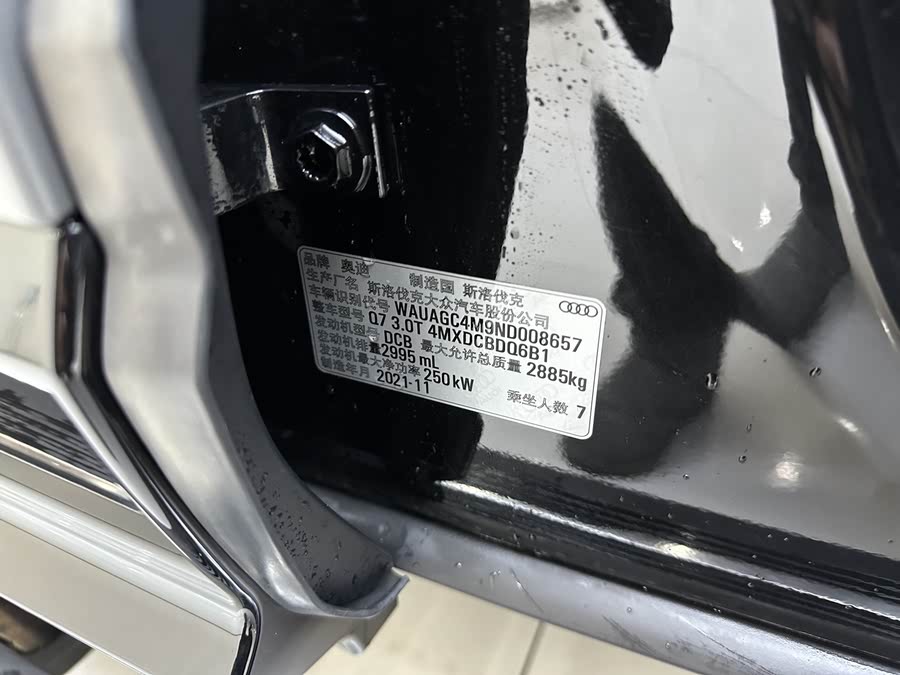 品牌 奥迪 制造国 斯洛伐克
生产厂名 斯洛伐克大众汽车股份公司
车辆识别代号 WAUAGC4M9ND008657
整车型号 Q7 3.0T 4MXDCBDQ6B1
发动机型号 DCB 最大允许总质量 2885kg
发动机排量 2995 mL
发动机最大净功率 250 kW
制造年月 2021-11 乘坐人数 7